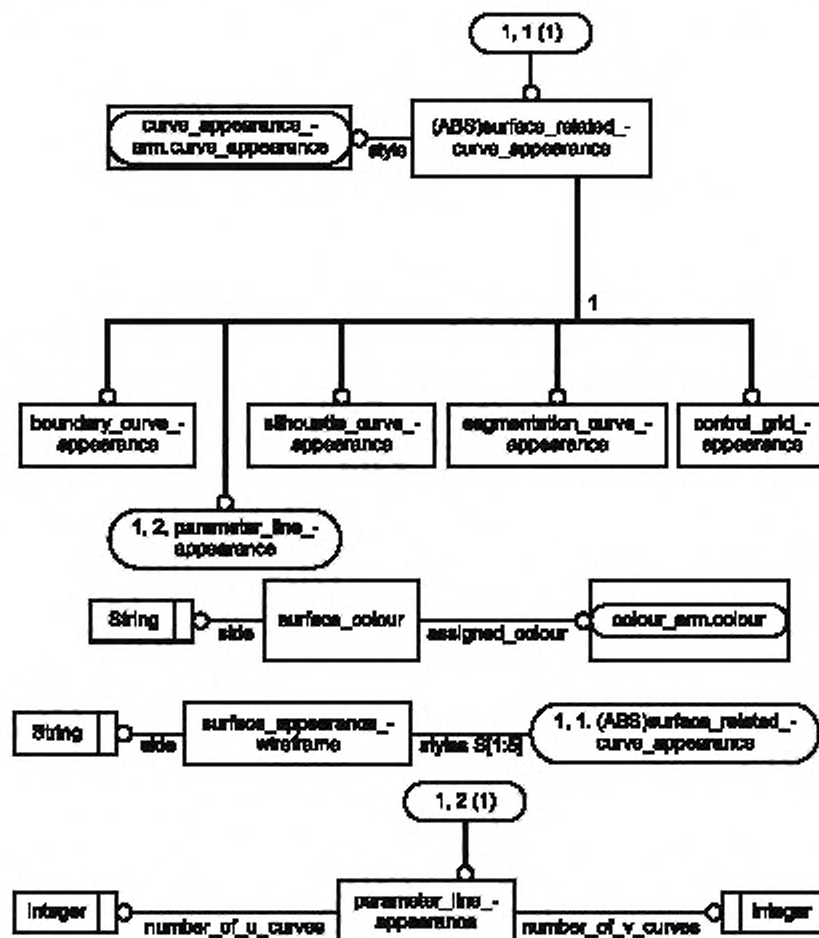 1, 1 (1)
curve_appearance_-
arm.curve_appearance
style
(ABS)surface_related_-
curve_appearance
1
boundary_curve_-
appearance
silhouette_curve_-
appearance
segmentation_curve_-
appearance
control_grid_-
appearance
1, 2, parameter_line_-
appearance
String
side
surface_colour
assigned_colour
colour_arm.colour
String
side
surface_appearance_-
wireframe
styles S[1:5]
1, 1. (ABS)surface_related_-
curve_appearance
1, 2 (1)
Integer
number_of_u_curves
parameter_line_-
appearance
number_of_v_curves
Integer